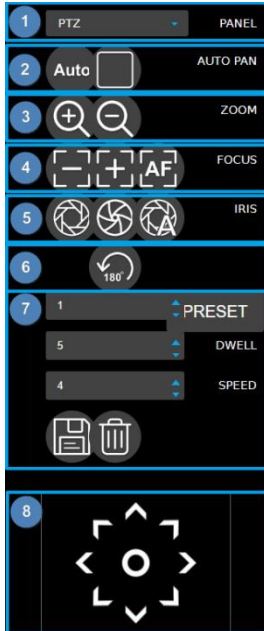 1 PTZ PANEL
2 Auto AUTO PAN
3 ZOOM
4 AF FOCUS
5 A IRIS
6 180°
7 1 PRESET
5 DWELL
4 SPEED
8